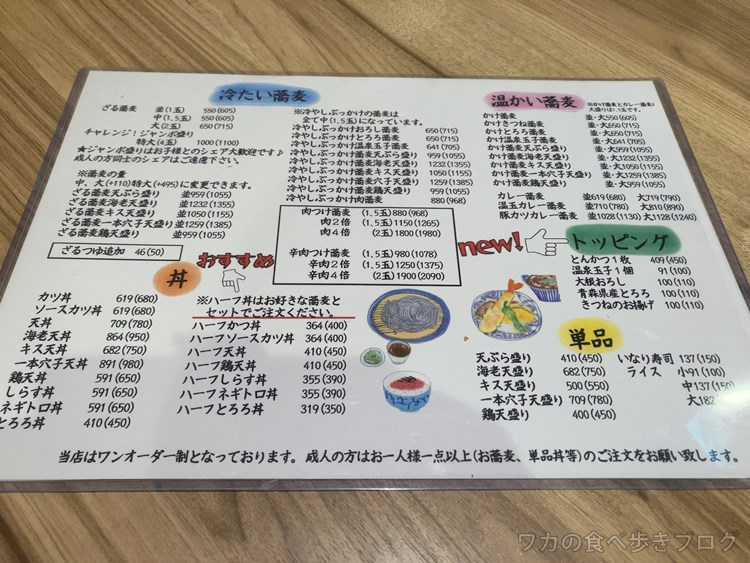 冷たい蕎麦
ざる蕎麦 並(1玉) 550(605)
中(1.5玉) 600(660)
大(2玉) 650(715)
チャレンジ！ジャンボ盛り
特大(4玉) 1000(1100)
★ジャンボ盛りはお子様とのシェア大歓迎です♪
成人の方同士のシェアはご遠慮下さい。
※蕎麦の量
中、大(+110)特大(+495)に変更できます。
ざる蕎麦天ぷら盛り 並959(1055)
ざる蕎麦海老天盛り 並1232(1355)
ざる蕎麦キス天盛り 並1050(1155)
ざる蕎麦一本穴子天盛り 並1259(1385)
ざる蕎麦鶏天盛り 並959(1055)
ざるつゆ追加 46(50)
※冷やしぶっかけの蕎麦は
全て中(1.5玉)になっています。
冷やしぶっかけおろし蕎麦 650(715)
冷やしぶっかけとろろ蕎麦 650(715)
冷やしぶっかけ温泉玉子蕎麦 641(705)
冷やしぶっかけ蕎麦天ぷら盛り 959(1055)
冷やしぶっかけ蕎麦海老天盛り 1232(1355)
冷やしぶっかけ蕎麦キス天盛り 1050(1155)
冷やしぶっかけ蕎麦一本穴子天盛り 1259(1385)
冷やしぶっかけ蕎麦鶏天盛り 959(1055)
冷やしぶっかけ肉蕎麦 880(968)
おすすめ
肉つけ蕎麦 (1.5玉)880(968)
肉2倍 (1.5玉)1150(1265)
肉4倍 (2玉)1800(1980)
辛肉つけ蕎麦 (1.5玉)980(1078)
辛肉2倍 (1.5玉)1250(1375)
辛肉4倍 (2玉)1900(2090)
温かい蕎麦
※かけ蕎麦とカレー蕎麦の
大盛りは1.5玉です。
かけ蕎麦 並・大550(605)
かけきつね蕎麦 並・大650(715)
かけとろろ蕎麦 並・大650(715)
かけ温泉玉子蕎麦 並・大641(705)
かけ蕎麦天ぷら盛り 並・大959(1055)
かけ蕎麦海老天盛り 並・大1232(1355)
かけ蕎麦キス天盛り 並・大1050(1155)
かけ蕎麦一本穴子天盛り 並・大1259(1385)
かけ蕎麦鶏天盛り 並・大959(1055)
カレー蕎麦 並619(680) 大719(790)
温玉カレー蕎麦 並710(780) 大810(890)
豚カツカレー蕎麦 並1028(1130) 大1128(1240)
new!
トッピング
とんかつ1枚 409(450)
温泉玉子1個 91(100)
大根おろし 100(110)
青森県産とろろ 100(110)
きつねのお揚げ 100(110)
丼
カツ丼 619(680)
ソースカツ丼 619(680)
天丼 709(780)
海老天丼 864(950)
キス天丼 682(750)
一本穴子天丼 891(980)
鶏天丼 591(650)
しらす丼 591(650)
ネギトロ丼 591(650)
とろろ丼 410(450)
※ハーフ丼はお好きな蕎麦と
セットでご注文ください。
ハーフかつ丼 364(400)
ハーフソースカツ丼 364(400)
ハーフ天丼 410(450)
ハーフ鶏天丼 410(450)
ハーフしらす丼 355(390)
ハーフネギトロ丼 355(390)
ハーフとろろ丼 319(350)
単品
天ぷら盛り 410(450)
海老天盛り 682(750)
キス天盛り 500(550)
一本穴子天盛り 709(780)
鶏天盛り 400(450)
いなり寿司 137(150)
ライス 小91(100)
中137(150)
大182
当店はワンオーダー制となっております。成人の方はお一人様一点以上(お蕎麦、単品丼等)のご注文をお願い致します。
ワカの食べ歩きブログ